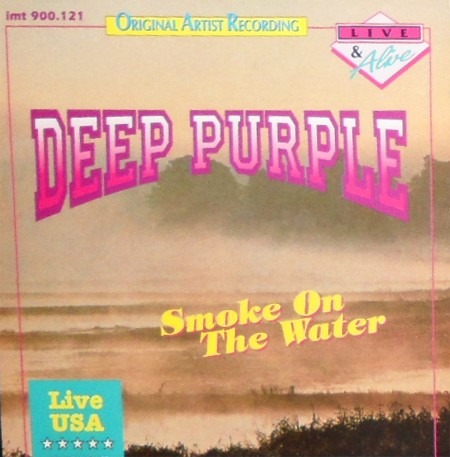 imt 900.121
ORIGINAL ARTIST RECORDING
LIVE
& Alive
DEEP PURPLE
Smoke On
The Water
Live
USA